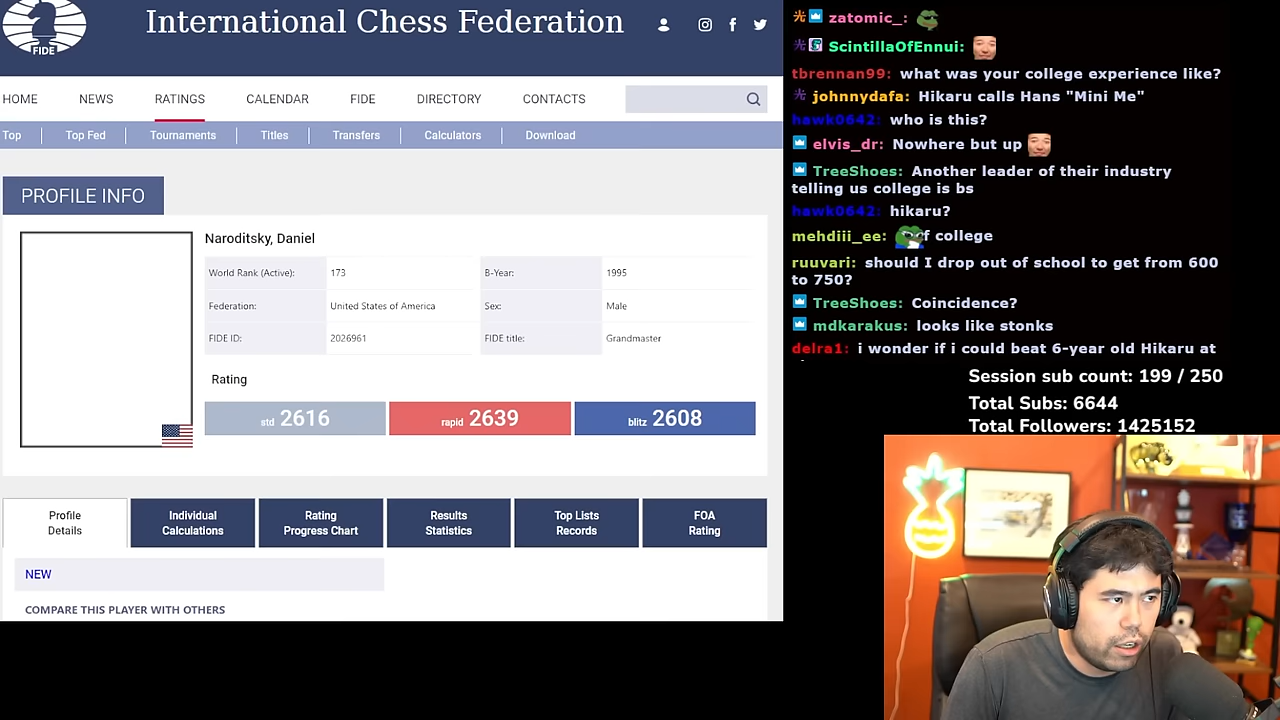 FIDE
International Chess Federation
HOME NEWS RATINGS CALENDAR FIDE DIRECTORY CONTACTS
Top Top Fed Tournaments Titles Transfers Calculators Download
PROFILE INFO
Naroditsky, Daniel
World Rank (Active): 173 B-Year: 1995
Federation: United States of America Sex: Male
FIDE ID: 2026961 FIDE title: Grandmaster
Rating
std 2616 rapid 2639 blitz 2608
Profile Details
Individual Calculations
Rating Progress Chart
Results Statistics
Top Lists Records
FOA Rating
NEW
COMPARE THIS PLAYER WITH OTHERS
zatomic_:
ScintillaOfEnnui:
tbrennan99: what was your college experience like?
johnnydafa: Hikaru calls Hans "Mini Me"
hawk0642: who is this?
elvis_dr: Nowhere but up
TreeShoes: Another leader of their industry
telling us college is bs
hawk0642: hikaru?
mehdiii_ee: f college
ruuvari: should I drop out of school to get from 600
to 750?
TreeShoes: Coincidence?
mdkarakus: looks like stonks
delra1: i wonder if i could beat 6-year old Hikaru at
Session sub count: 199 / 250
Total Subs: 6644
Total Followers: 1425152